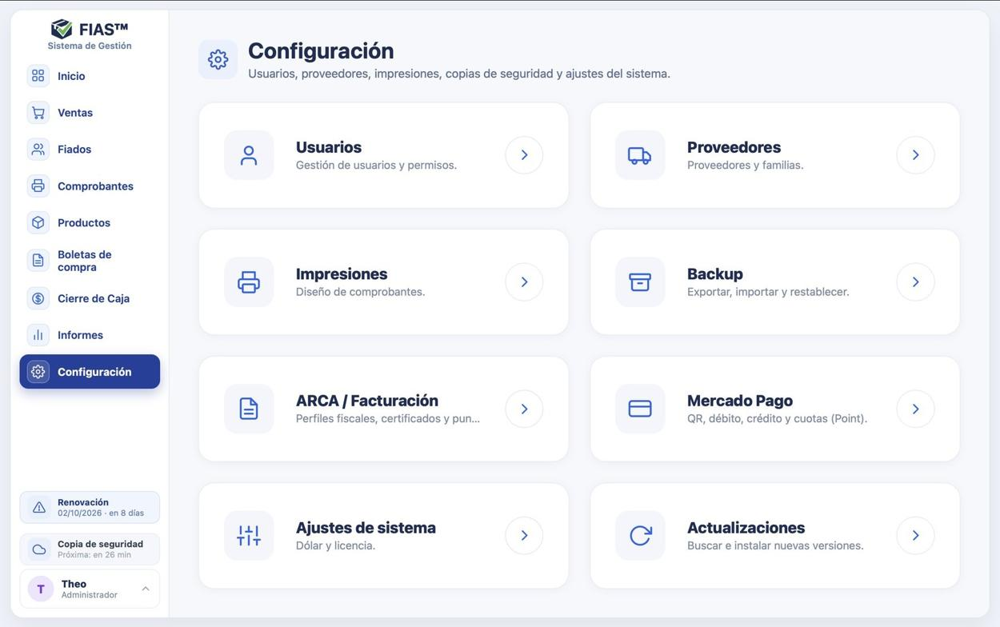 FIAS™
Sistema de Gestión
Inicio
Ventas
Fiados
Comprobantes
Productos
Boletas de
compra
Cierre de Caja
Informes
Configuración
Renovación
02/10/2026 · en 8 días
Copia de seguridad
Próxima: en 26 min
T
Theo
Administrador
Configuración
Usuarios, proveedores, impresiones, copias de seguridad y ajustes del sistema.
Usuarios
Gestión de usuarios y permisos.
Proveedores
Proveedores y familias.
Impresiones
Diseño de comprobantes.
Backup
Exportar, importar y restablecer.
ARCA / Facturación
Perfiles fiscales, certificados y pun...
Mercado Pago
QR, débito, crédito y cuotas (Point).
Ajustes de sistema
Dólar y licencia.
Actualizaciones
Buscar e instalar nuevas versiones.